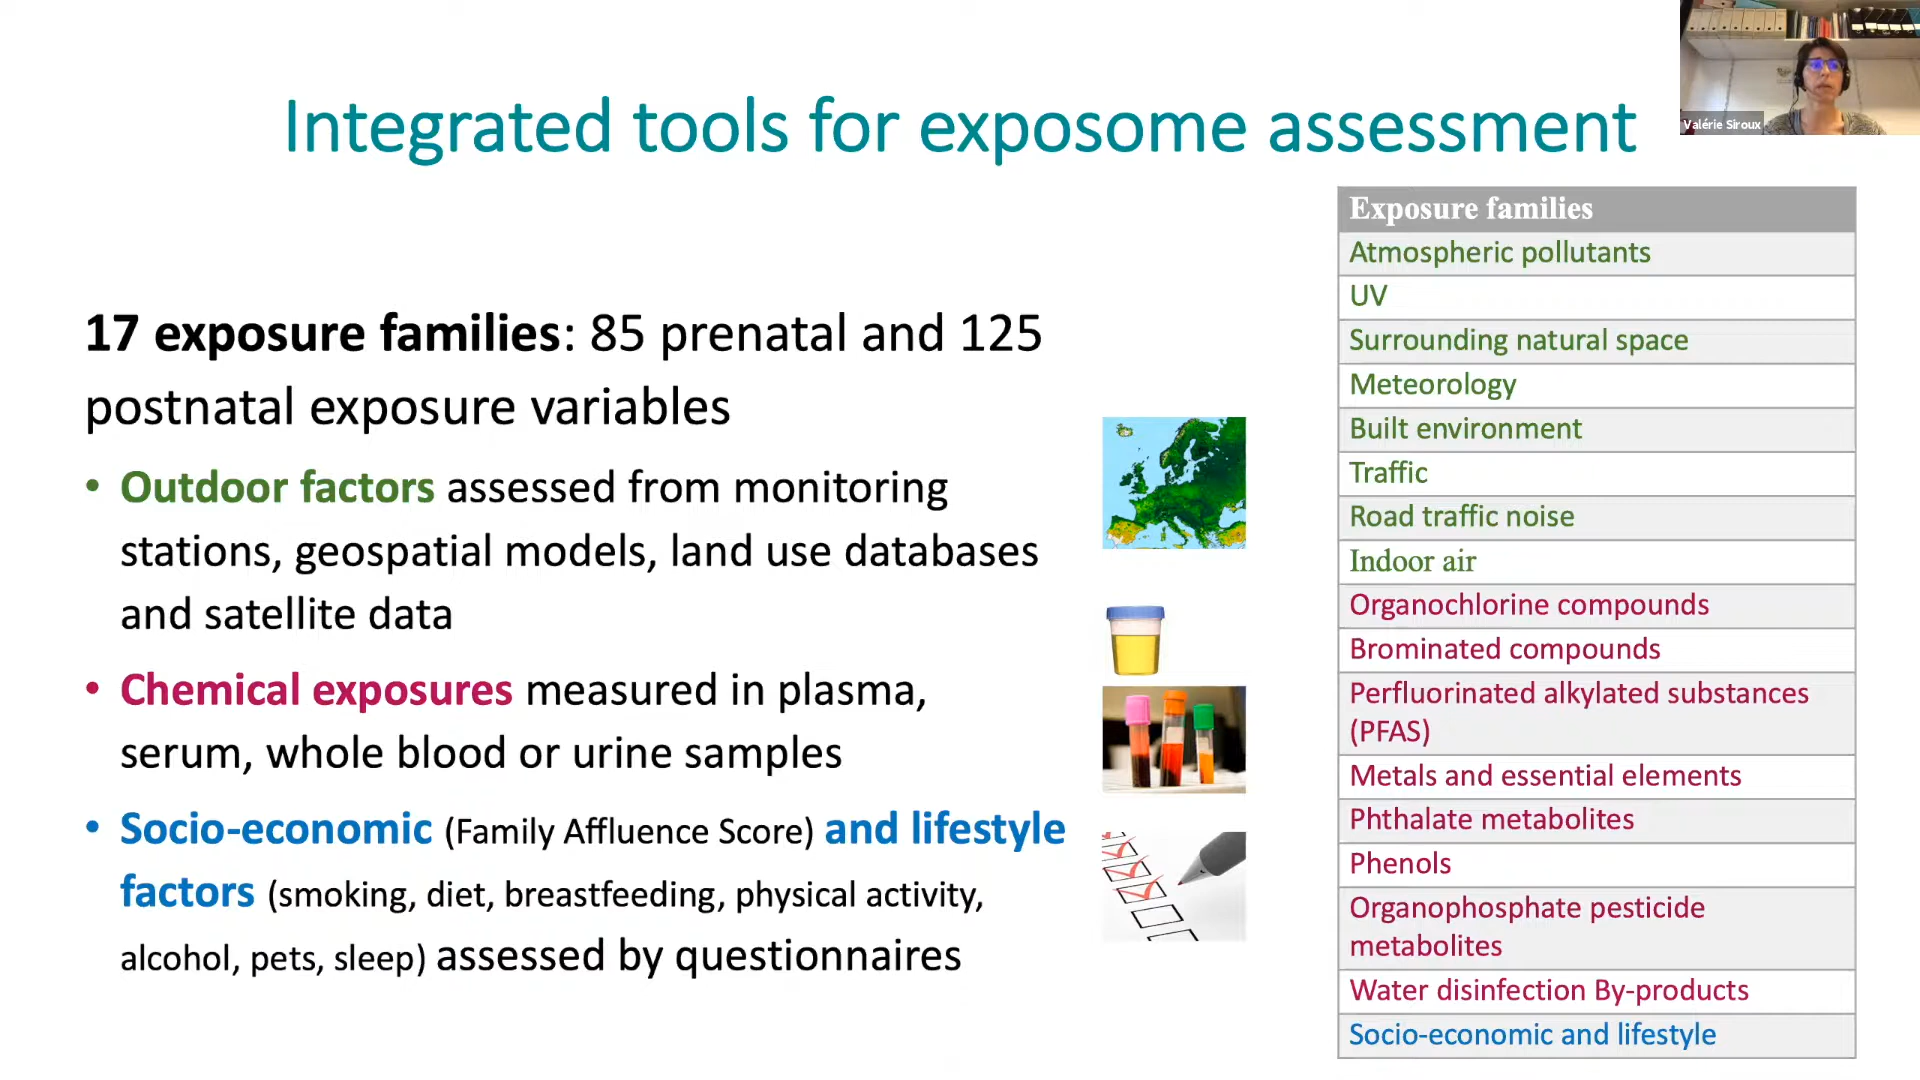 Integrated tools for exposome assessment
Valérie Siroux
17 exposure families: 85 prenatal and 125
postnatal exposure variables
• Outdoor factors assessed from monitoring
stations, geospatial models, land use databases
and satellite data
• Chemical exposures measured in plasma,
serum, whole blood or urine samples
• Socio-economic (Family Affluence Score) and lifestyle
factors (smoking, diet, breastfeeding, physical activity,
alcohol, pets, sleep) assessed by questionnaires
Exposure families
Atmospheric pollutants
UV
Surrounding natural space
Meteorology
Built environment
Traffic
Road traffic noise
Indoor air
Organochlorine compounds
Brominated compounds
Perfluorinated alkylated substances
(PFAS)
Metals and essential elements
Phthalate metabolites
Phenols
Organophosphate pesticide
metabolites
Water disinfection By-products
Socio-economic and lifestyle